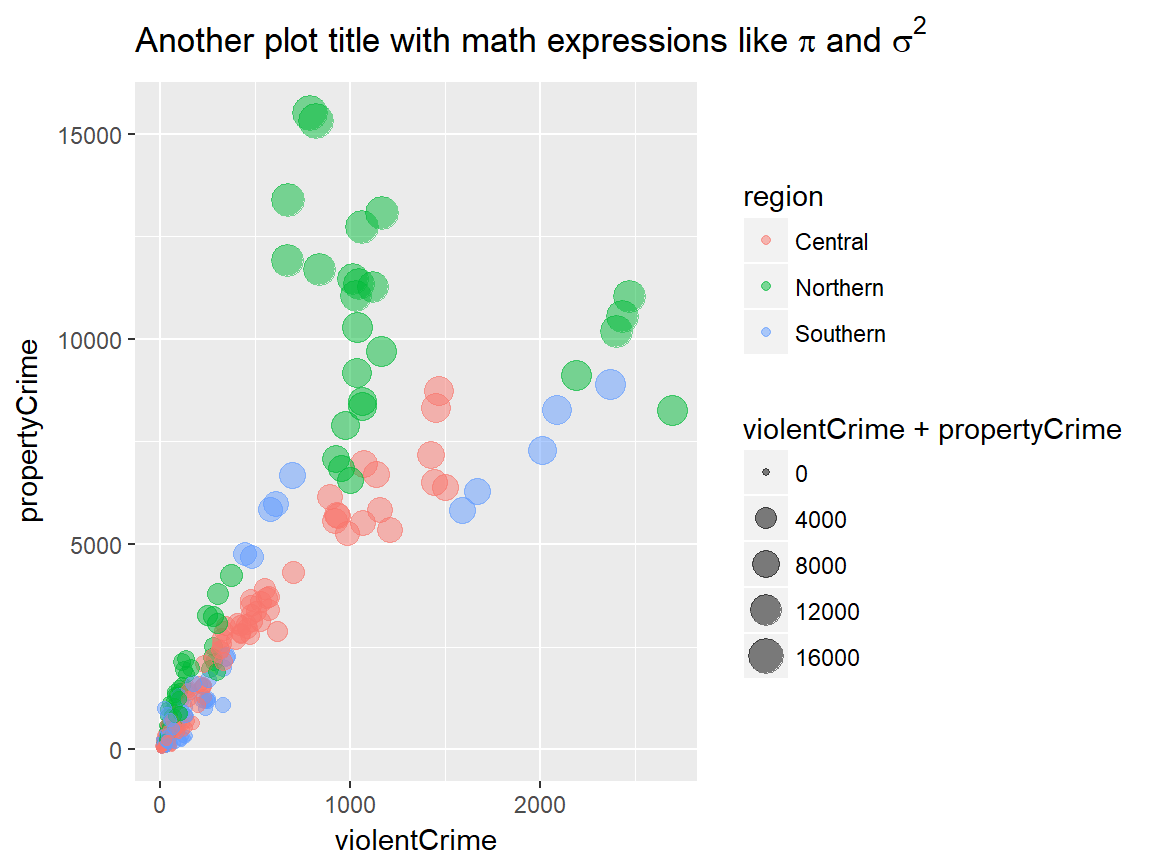 Another plot title with math expressions like π and σ²
15000
10000
5000
0
propertyCrime
0 1000 2000
violentCrime
region
Central
Northern
Southern
violentCrime + propertyCrime
0
4000
8000
12000
16000